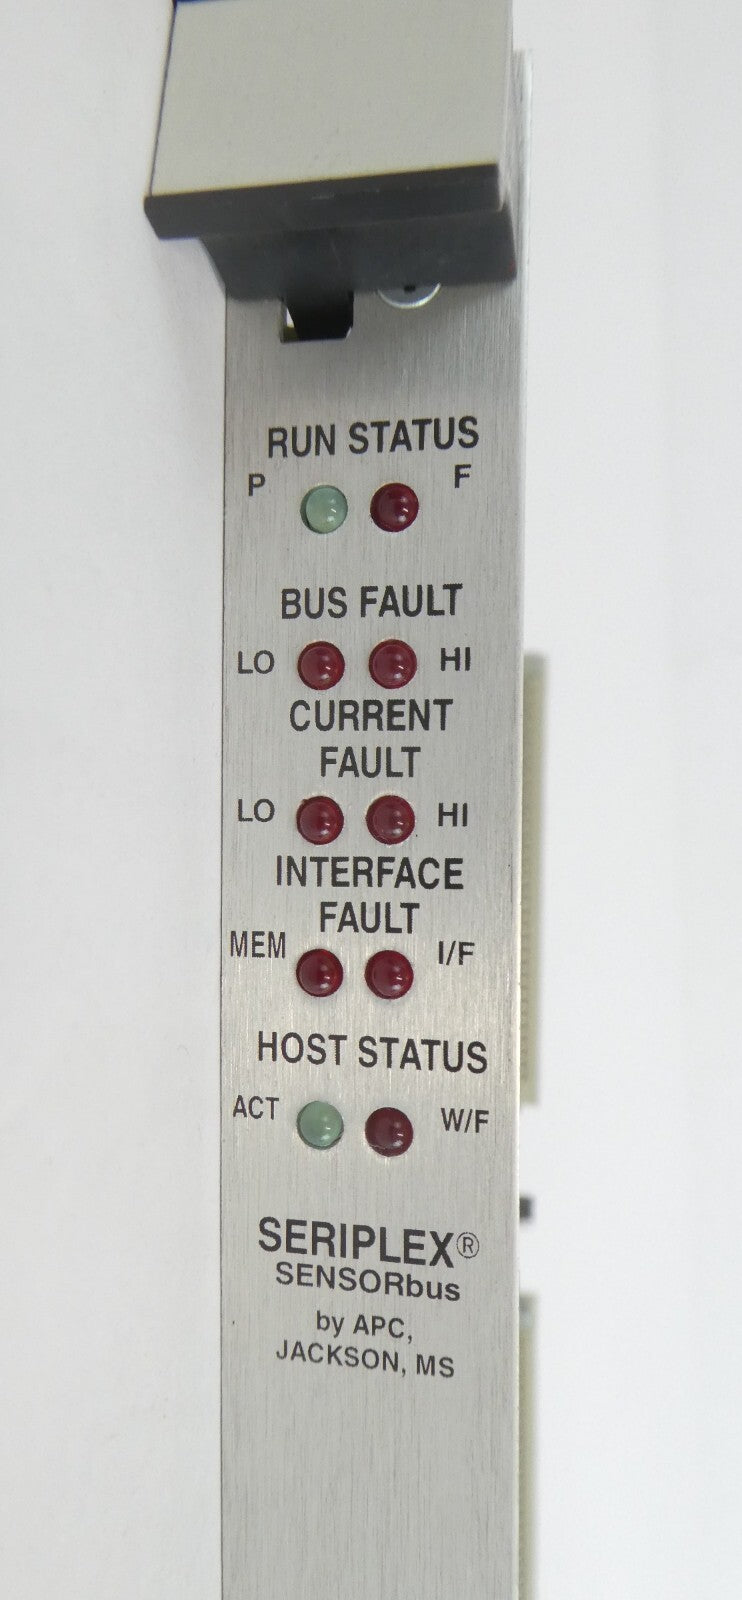 RUN STATUS
P F
BUS FAULT
LO HI
CURRENT
FAULT
LO HI
INTERFACE
FAULT
MEM I/F
HOST STATUS
ACT W/F
SERIPLEX®
SENSORbus
by APC,
JACKSON, MS